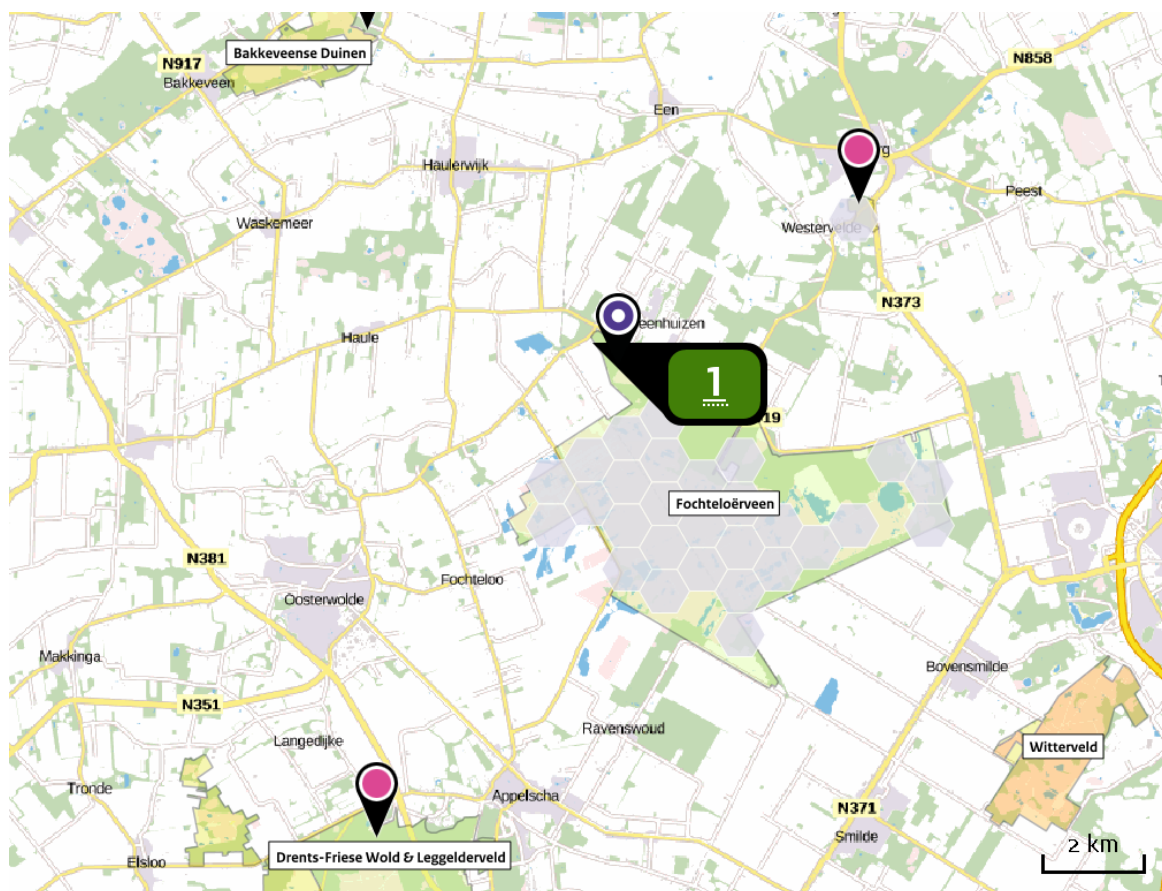 Bakkeveense Duinen
N917
Bakkeveen
N858
Een
Haulerwijk
rg
Peest
Waskemeer
Westervelde
N373
Haule
eenhuizen
1
19
Fochteloërveen
N381
Fochteloo
Oosterwolde
Makkinga
Bovensmilde
N351
Ravenswoud
Langedijke
Witterveld
Tronde
Appelscha
N371
Smilde
2 km
Drents-Friese Wold & Leggelderveld
Elsloo